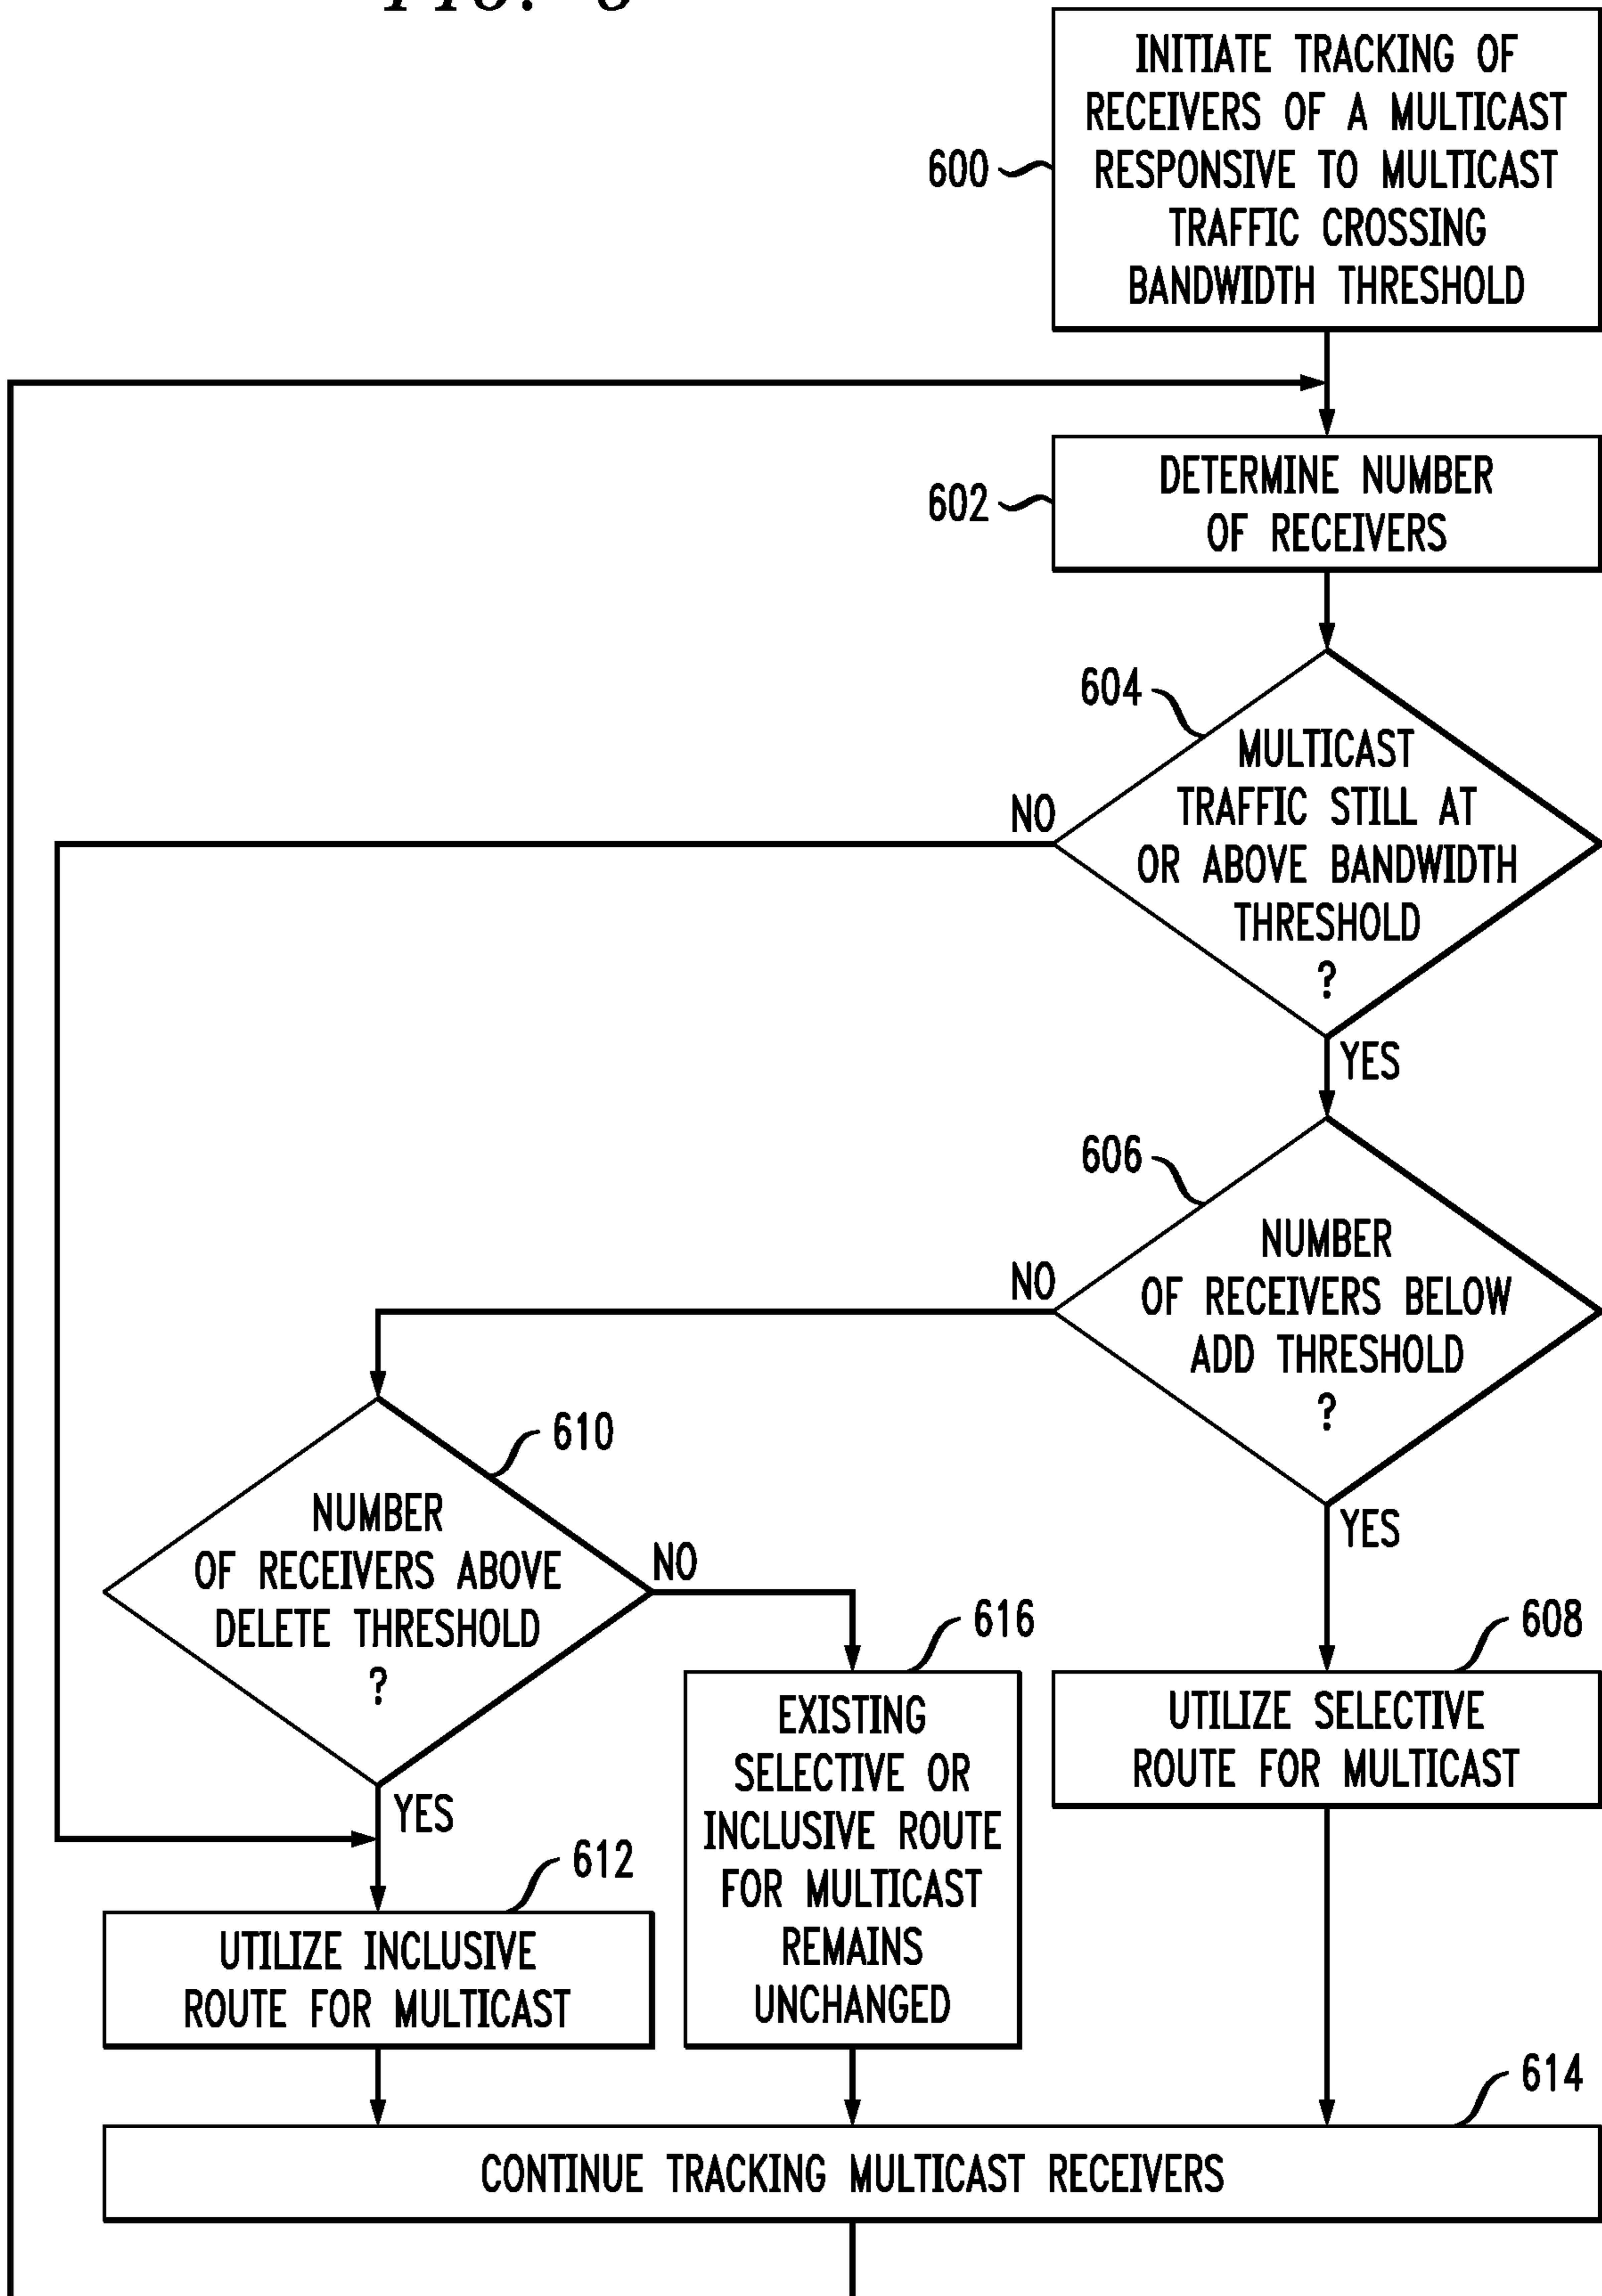 INITIATE TRACKING OF
RECEIVERS OF A MULTICAST
RESPONSIVE TO MULTICAST
TRAFFIC CROSSING
BANDWIDTH THRESHOLD
600
DETERMINE NUMBER
OF RECEIVERS
602
604
MULTICAST
TRAFFIC STILL AT
OR ABOVE BANDWIDTH
THRESHOLD
?
NO
YES
606
NUMBER
OF RECEIVERS BELOW
ADD THRESHOLD
?
NO
YES
610
NUMBER
OF RECEIVERS ABOVE
DELETE THRESHOLD
?
NO
YES
616
EXISTING
SELECTIVE OR
INCLUSIVE ROUTE
FOR MULTICAST
REMAINS
UNCHANGED
608
UTILIZE SELECTIVE
ROUTE FOR MULTICAST
612
UTILIZE INCLUSIVE
ROUTE FOR MULTICAST
614
CONTINUE TRACKING MULTICAST RECEIVERS